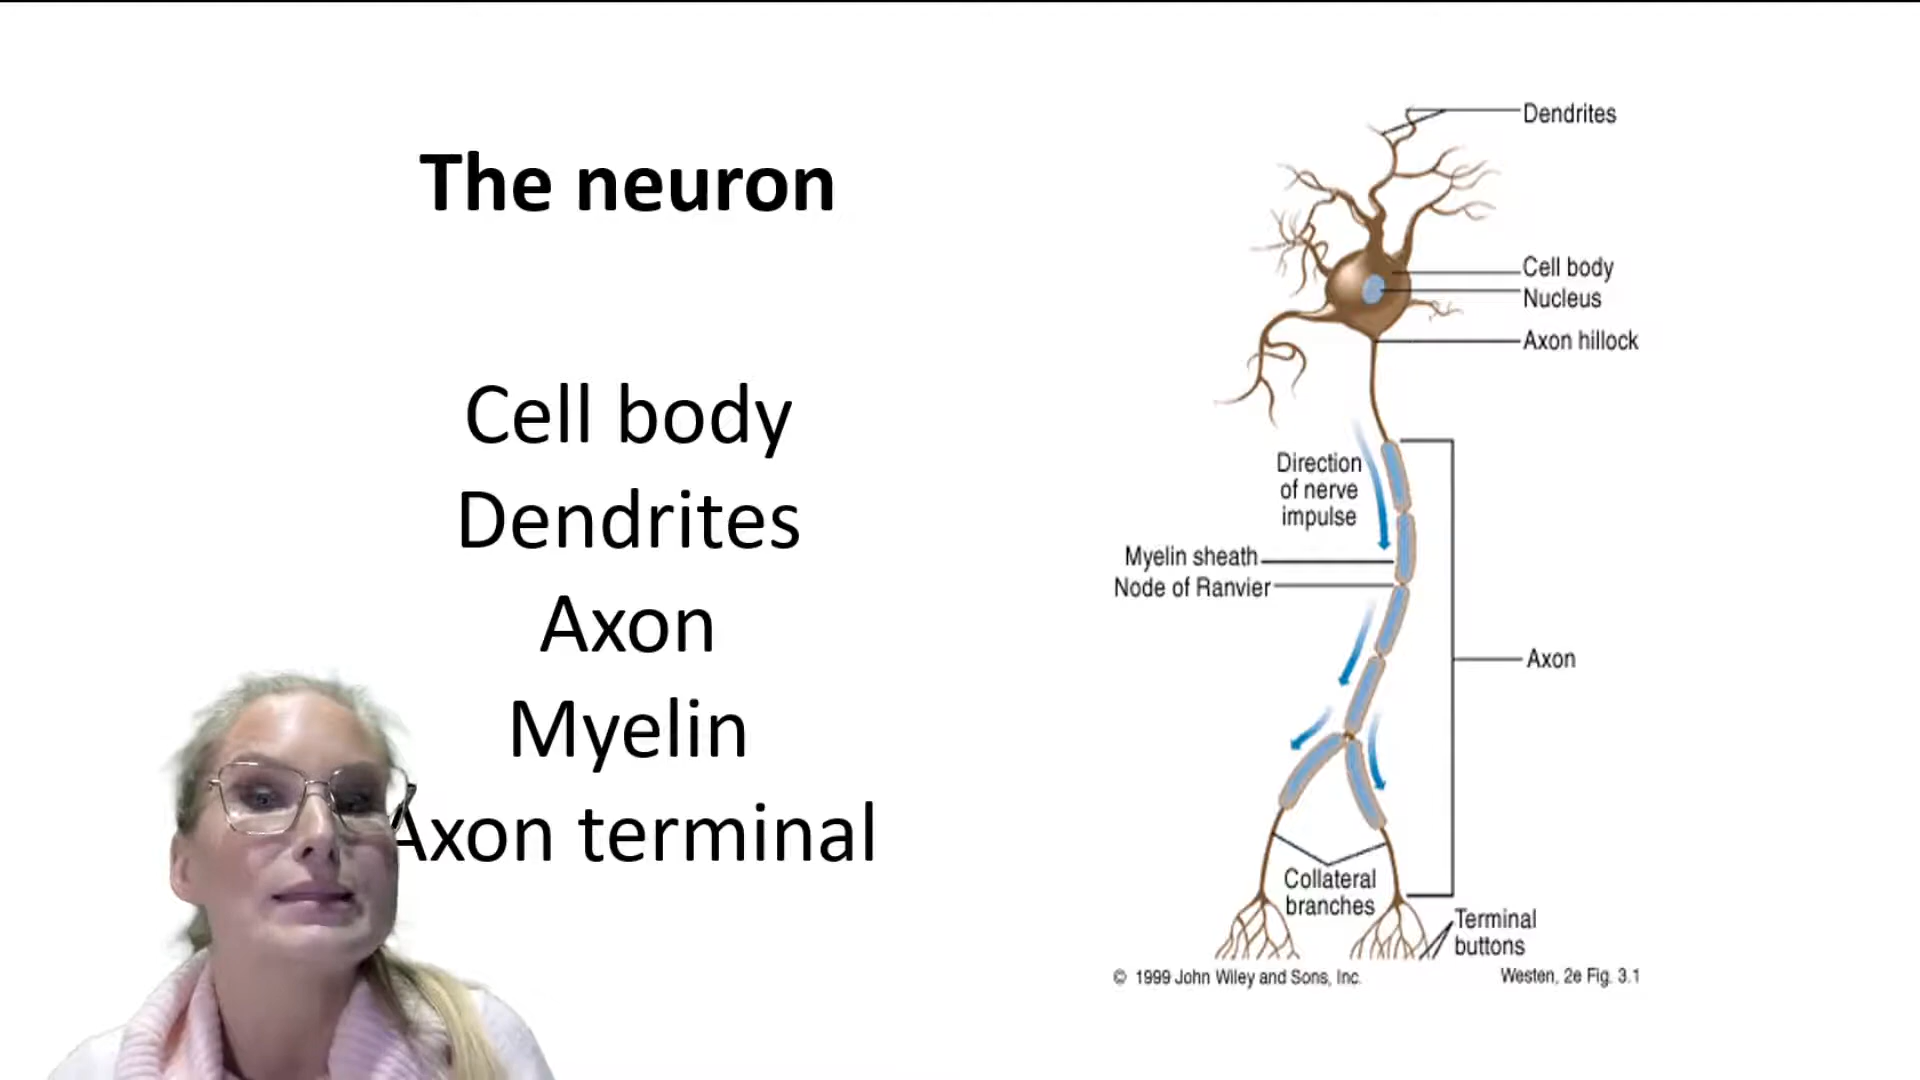 The neuron
Cell body
Dendrites
Axon
Myelin
Axon terminal
Dendrites
Cell body
Nucleus
Axon hillock
Direction
of nerve
impulse
Myelin sheath
Node of Ranvier
Axon
Collateral
branches
Terminal
buttons
© 1999 John Wiley and Sons, Inc.
Westen, 2e Fig. 3.1